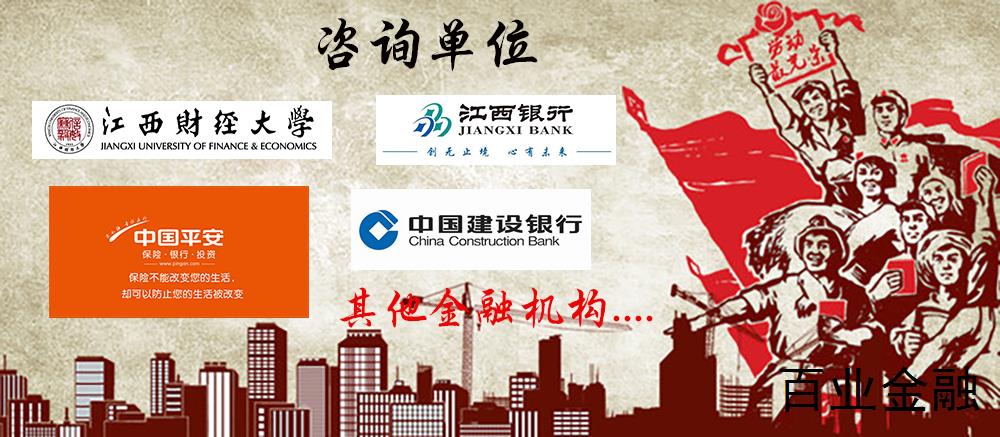 咨询单位
劳动
最光荣
江西财经大学
JIANGXI UNIVERSITY OF FINANCE & ECONOMICS
江西银行
JIANGXI BANK
创无止境 心有未来
中国平安
保险·银行·投资
www.pingan.com
保险不能改变您的生活，
却可以防止您的生活被改变
中国建设银行
China Construction Bank
其他金融机构....
百业金融